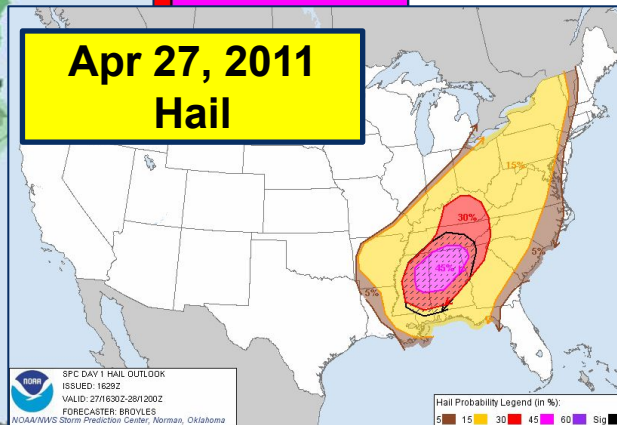 Apr 27, 2011
Hail
15%
30%
45%
5%
5%
NOAA
SPC DAY 1 HAIL OUTLOOK
ISSUED: 1629Z
VALID: 27/1630Z-28/1200Z
FORECASTER: BROYLES
NOAA/NWS Storm Prediction Center, Norman, Oklahoma
Hail Probability Legend (in %):
5 15 30 45 60 Sig